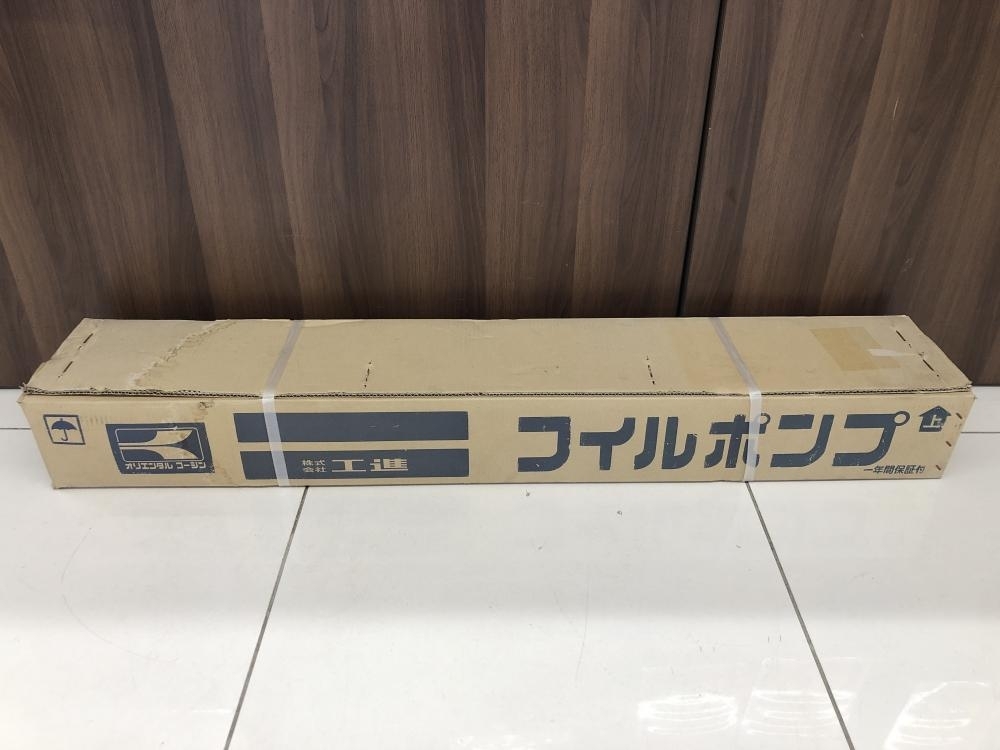 オリエンタル コーシン
株式会社 工進
フイルポンプ
上
一年間保証付